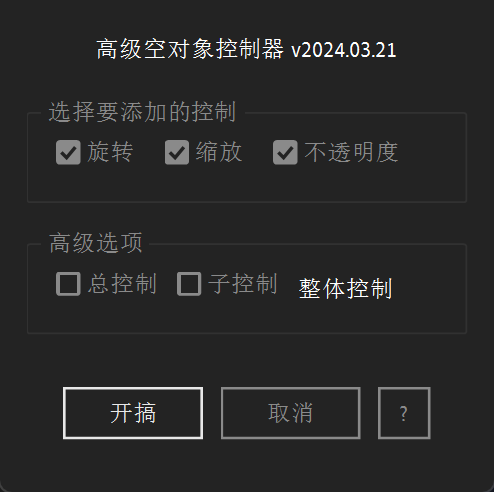 高级空对象控制器 v2024.03.21
选择要添加的控制
旋转 缩放 不透明度
高级选项
总控制 子控制 整体控制
开搞 取消 ?